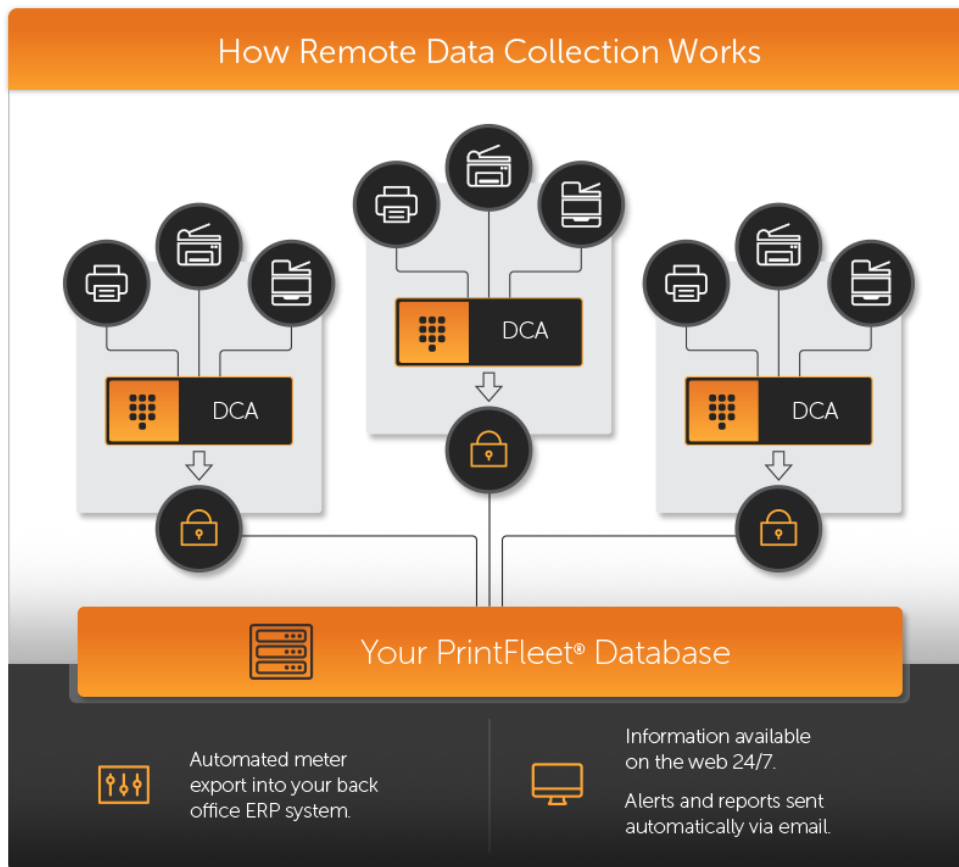 How Remote Data Collection Works
DCA
DCA
DCA
Your PrintFleet® Database
Automated meter
export into your back
office ERP system.
Information available
on the web 24/7.
Alerts and reports sent
automatically via email.